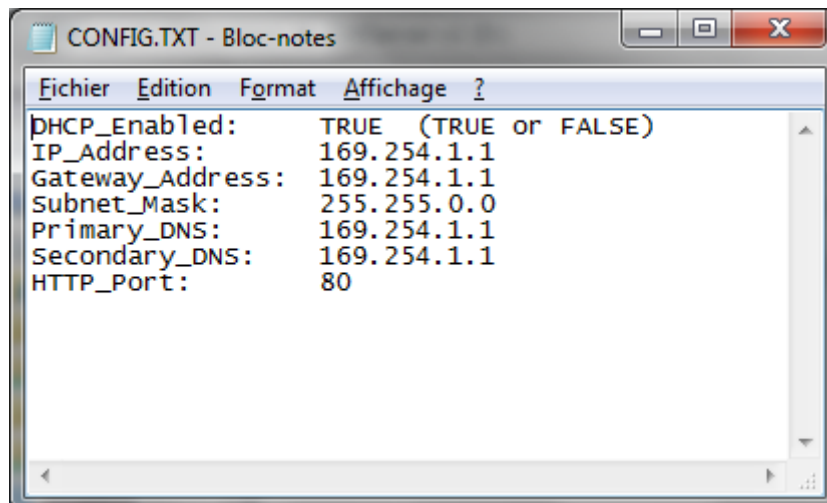 CONFIG.TXT - Bloc-notes
Fichier Edition Format Affichage ?
DHCP_Enabled: TRUE (TRUE or FALSE)
IP_Address: 169.254.1.1
Gateway_Address: 169.254.1.1
Subnet_Mask: 255.255.0.0
Primary_DNS: 169.254.1.1
Secondary_DNS: 169.254.1.1
HTTP_Port: 80